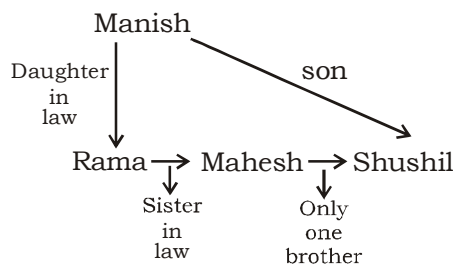 Manish
Daughter
in
law
son
Rama
Mahesh
Shushil
Sister
in
law
Only
one
brother